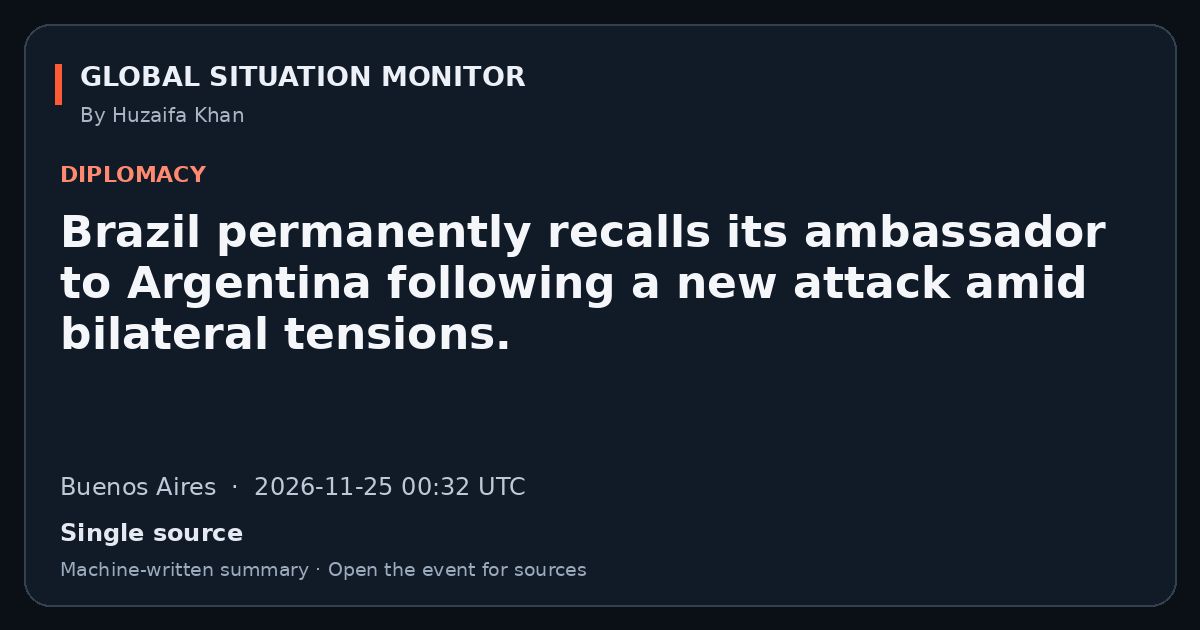 GLOBAL SITUATION MONITOR
By Huzaifa Khan
DIPLOMACY
Brazil permanently recalls its ambassador
to Argentina following a new attack amid
bilateral tensions.
Buenos Aires · 2026-11-25 00:32 UTC
Single source
Machine-written summary · Open the event for sources